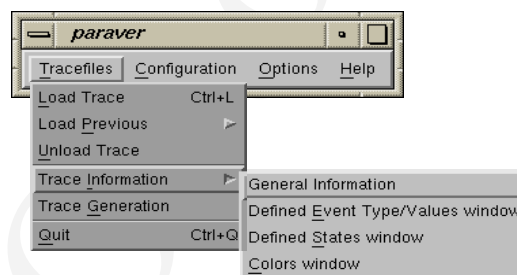 paraver
Tracefiles Configuration Options Help
Load Trace Ctrl+L
Load Previous
Unload Trace
Trace Information
Trace Generation
Quit Ctrl+Q
General Information
Defined Event Type/Values window
Defined States window
Colors window